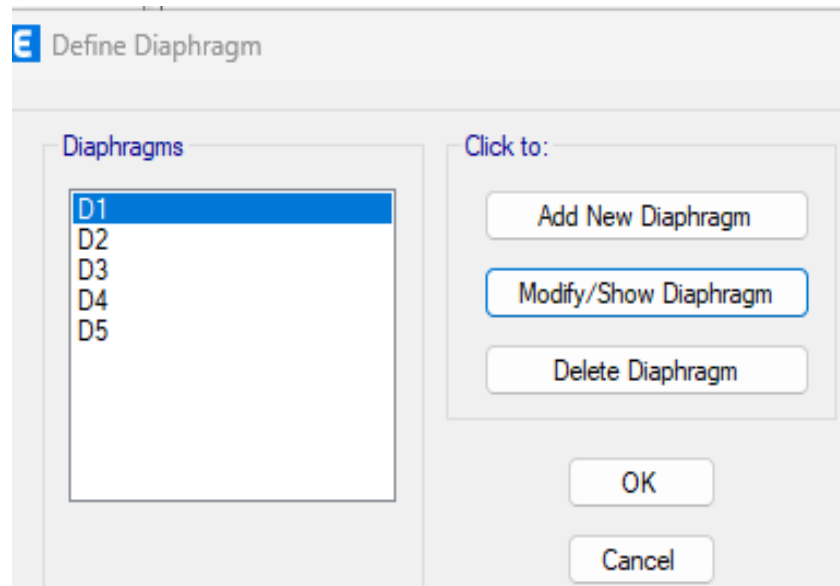 E Define Diaphragm
Diaphragms
D1
D2
D3
D4
D5
Click to:
Add New Diaphragm
Modify/Show Diaphragm
Delete Diaphragm
OK
Cancel